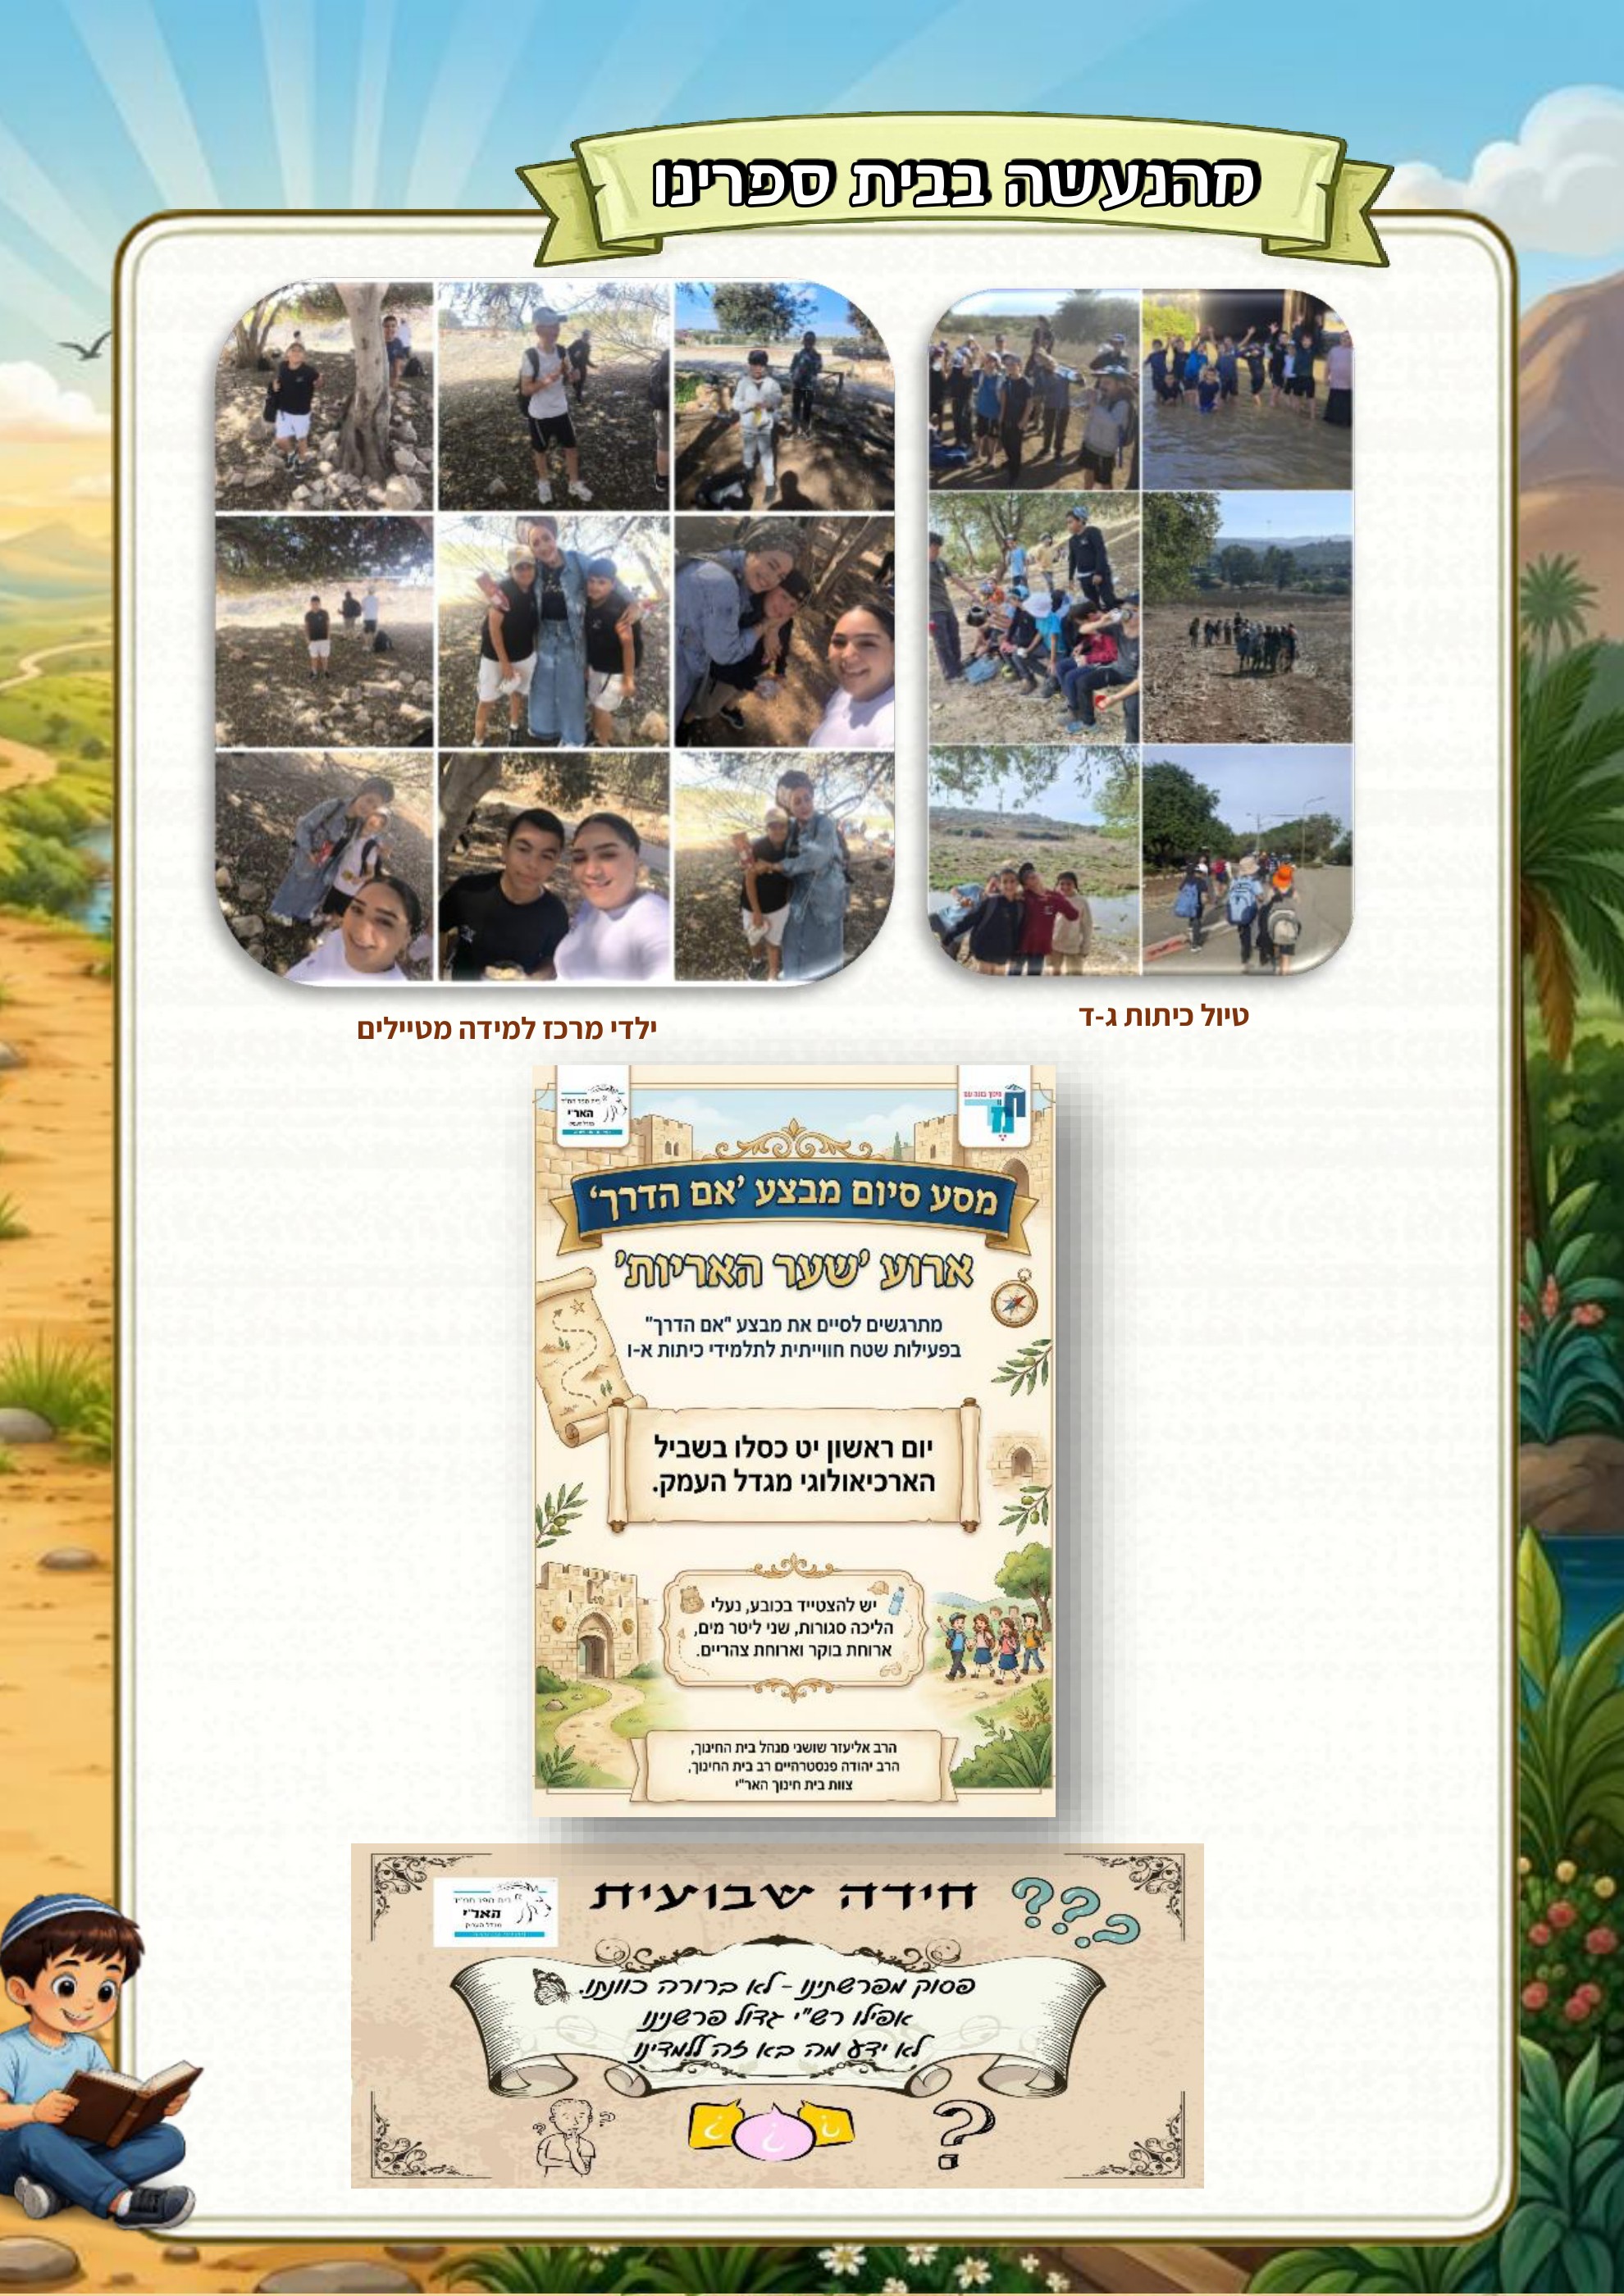 מהנעשה בבית ספרינו
טיול כיתות ג-ד
ילדי מרכז למידה מטיילים
האר"י
מסע סיום מבצע 'אם הדרך'
ארוע 'שער האריות'
מתרגשים לסיים את מבצע "אם הדרך"
בפעילות שטח חווייתית לתלמידי כיתות א-ו
יום ראשון יט כסלו בשביל
הארכיאולוגי מגדל העמק.
יש להצטייד בכובע, נעלי
הליכה סגורות, שני ליטר מים,
ארוחת בוקר וארוחת צהריים.
הרב אליעזר שושני מנהל בית החינוך,
הרב יהודה פנסטרהיים רב בית החינוך,
צוות בית חינוך האר"י
חידה שבועית ???
האר"י
פסוק מפרשתינו - לא ברורה כוונתו.
אפילו רש"י גדול פרשנינו
לא ידע מה בא זה ללמדינו